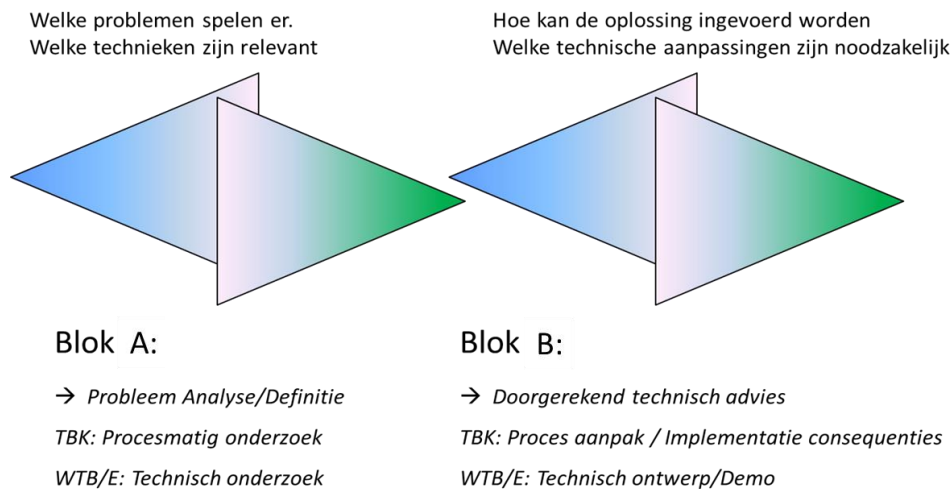 Welke problemen spelen er.
Welke technieken zijn relevant
Hoe kan de oplossing ingevoerd worden
Welke technische aanpassingen zijn noodzakelijk
Blok A:
→ Probleem Analyse/Definitie
TBK: Procesmatig onderzoek
WTB/E: Technisch onderzoek
Blok B:
→ Doorgerekend technisch advies
TBK: Proces aanpak / Implementatie consequenties
WTB/E: Technisch ontwerp/Demo